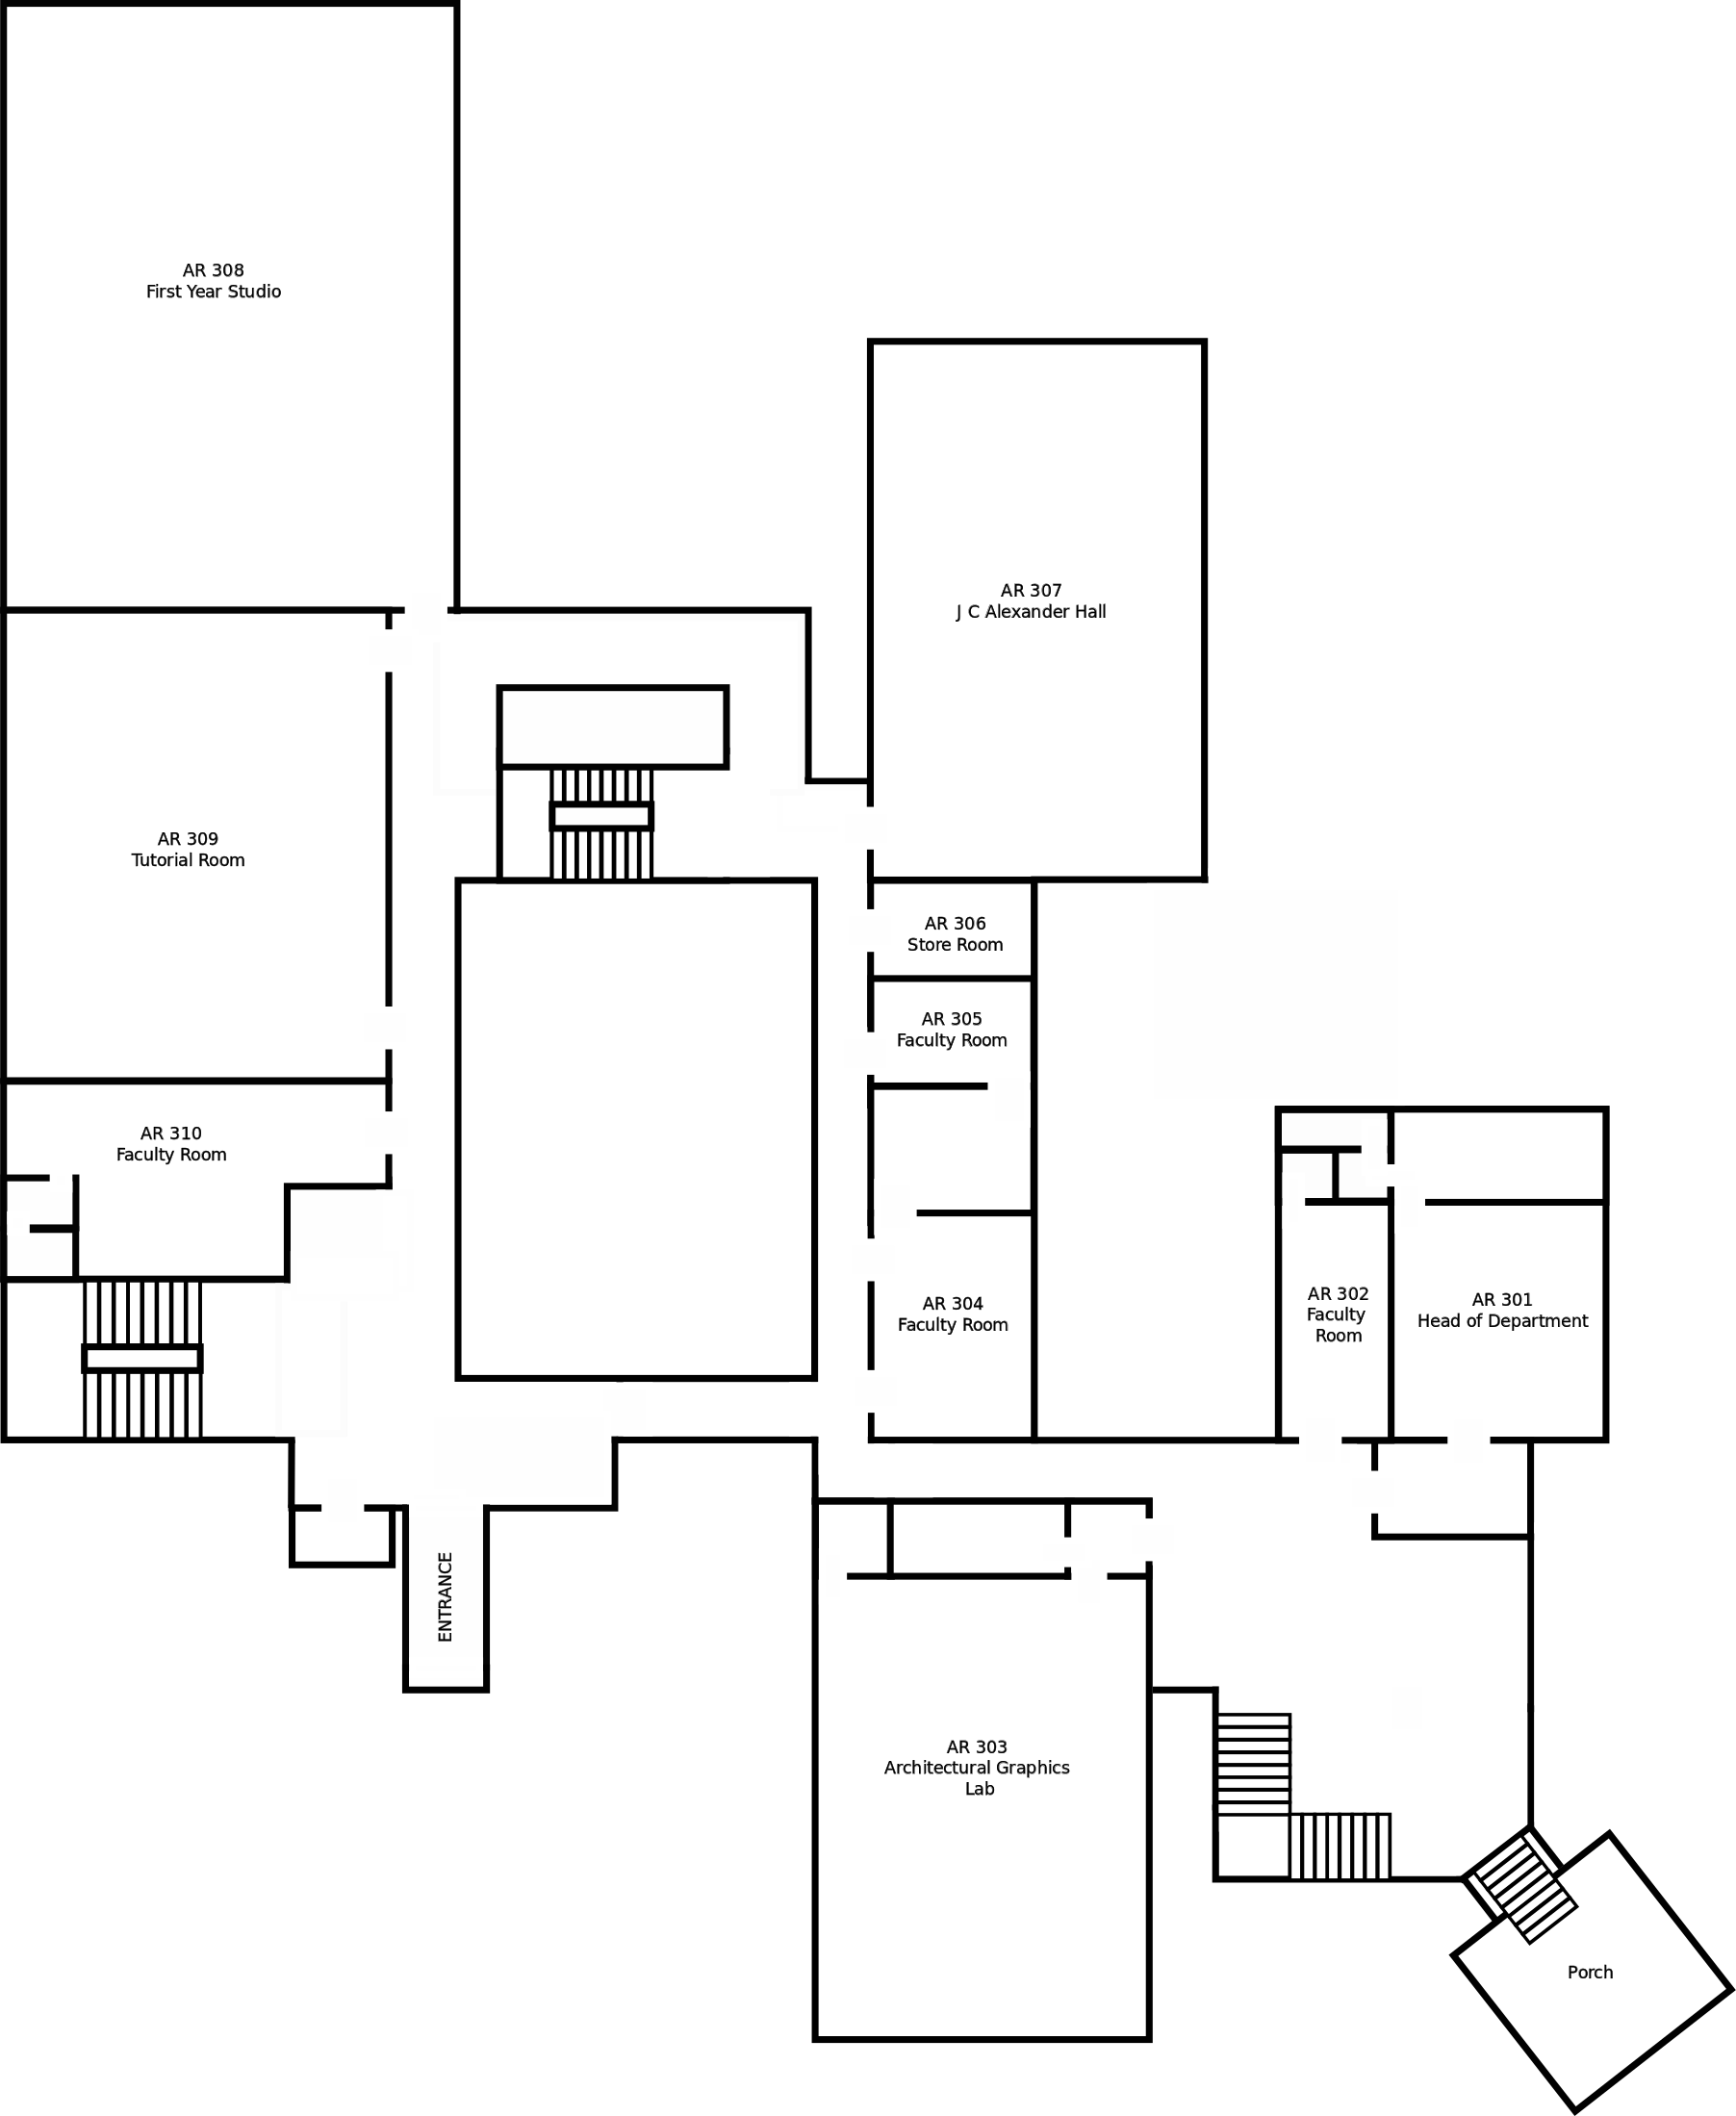 AR 308
First Year Studio
AR 307
J C Alexander Hall
AR 309
Tutorial Room
AR 306
Store Room
AR 305
Faculty Room
AR 310
Faculty Room
AR 304
Faculty Room
AR 302
Faculty
Room
AR 301
Head of Department
ENTRANCE
AR 303
Architectural Graphics
Lab
Porch